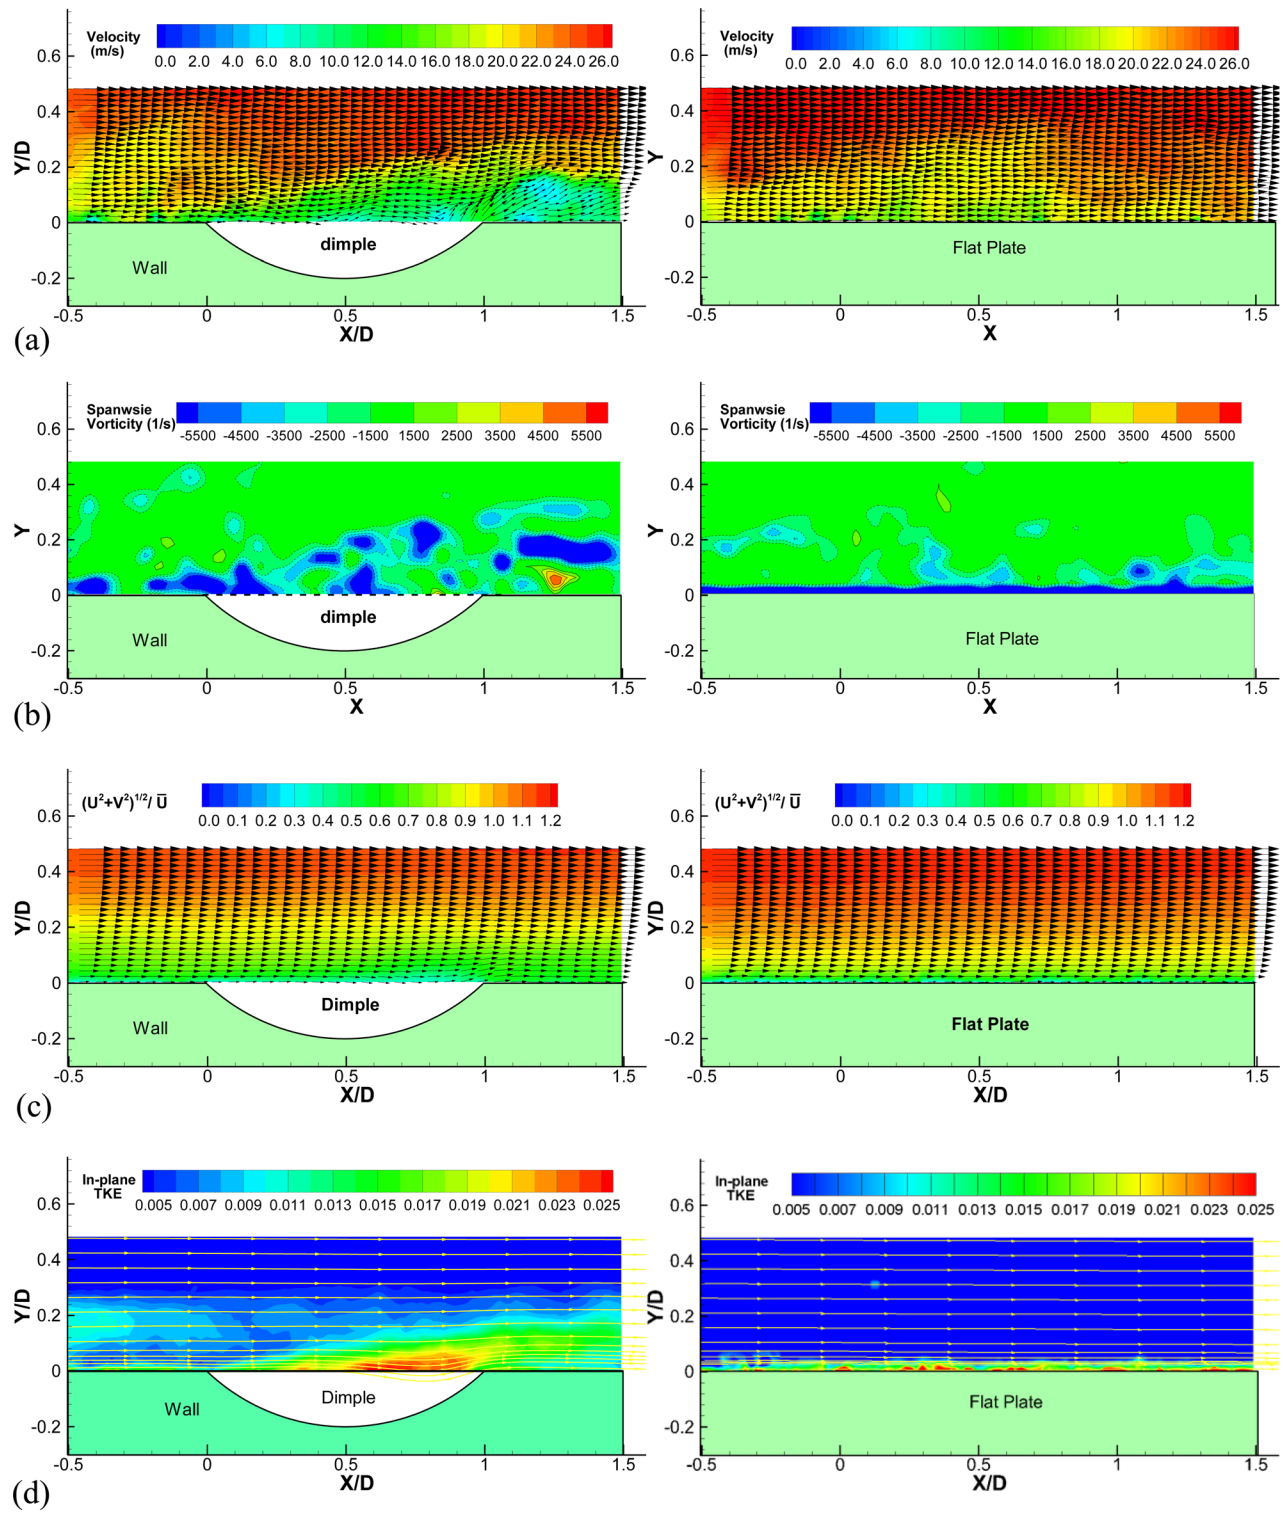 Velocity
(m/s)
0.0 2.0 4.0 6.0 8.0 10.0 12.0 14.0 16.0 18.0 20.0 22.0 24.0 26.0
0.6
0.4
0.2
0
-0.2
Y/D
dimple
Wall
-0.5 0 0.5 1 1.5
X/D
Velocity
(m/s)
0.0 2.0 4.0 6.0 8.0 10.0 12.0 14.0 16.0 18.0 20.0 22.0 24.0 26.0
0.6
0.4
0.2
0
-0.2
Y
Flat Plate
-0.5 0 0.5 1 1.5
X
(a)
Spanwsie
Vorticity (1/s)
-5500 -4500 -3500 -2500 -1500 1500 2500 3500 4500 5500
0.6
0.4
0.2
0
-0.2
Y
dimple
Wall
-0.5 0 0.5 1 1.5
X
Spanwsie
Vorticity (1/s)
-5500 -4500 -3500 -2500 -1500 1500 2500 3500 4500 5500
0.6
0.4
0.2
0
-0.2
Y
Flat Plate
-0.5 0 0.5 1 1.5
X
(b)
(U²+V²)¹ᐟ²/ U̅
0.0 0.1 0.2 0.3 0.4 0.5 0.6 0.7 0.8 0.9 1.0 1.1 1.2
0.6
0.4
0.2
0
-0.2
Y/D
Dimple
Wall
-0.5 0 0.5 1 1.5
X/D
(U²+V²)¹ᐟ²/ U̅
0.0 0.1 0.2 0.3 0.4 0.5 0.6 0.7 0.8 0.9 1.0 1.1 1.2
0.6
0.4
0.2
0
-0.2
Y/D
Flat Plate
-0.5 0 0.5 1 1.5
X/D
(c)
In-plane
TKE
0.005 0.007 0.009 0.011 0.013 0.015 0.017 0.019 0.021 0.023 0.025
0.6
0.4
0.2
0
-0.2
Y/D
Dimple
Wall
-0.5 0 0.5 1 1.5
X/D
In-plane
TKE
0.005 0.007 0.009 0.011 0.013 0.015 0.017 0.019 0.021 0.023 0.025
0.6
0.4
0.2
0
-0.2
Y/D
Flat Plate
-0.5 0 0.5 1 1.5
X/D
(d)